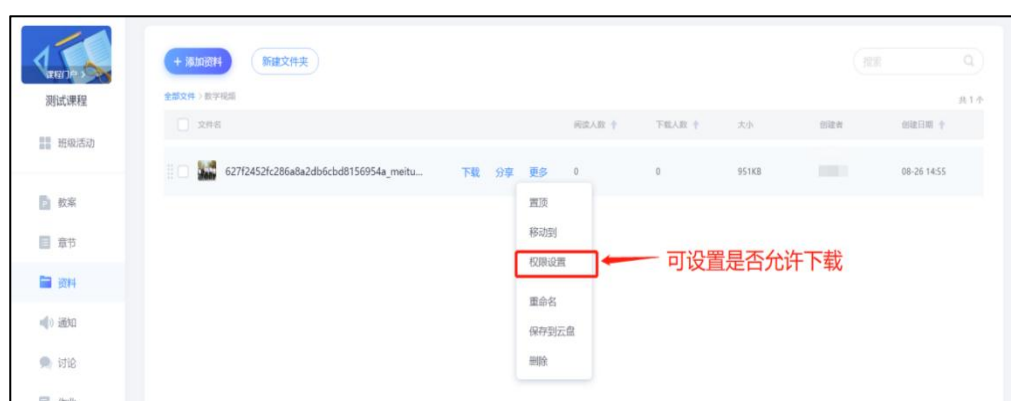 课程门户 >
测试课程
班级活动
教案
章节
资料
通知
讨论
+ 添加资料
新建文件夹
搜索
全部文件 > 教学视频
共 1 个
文件名 阅读人数 下载人数 大小 创建者 创建日期
627f2452fc286a8a2db6cbd8156954a_meitu... 下载 分享 更多 0 0 951KB 08-26 14:55
置顶
移动到
权限设置
可设置是否允许下载
重命名
保存到云盘
删除